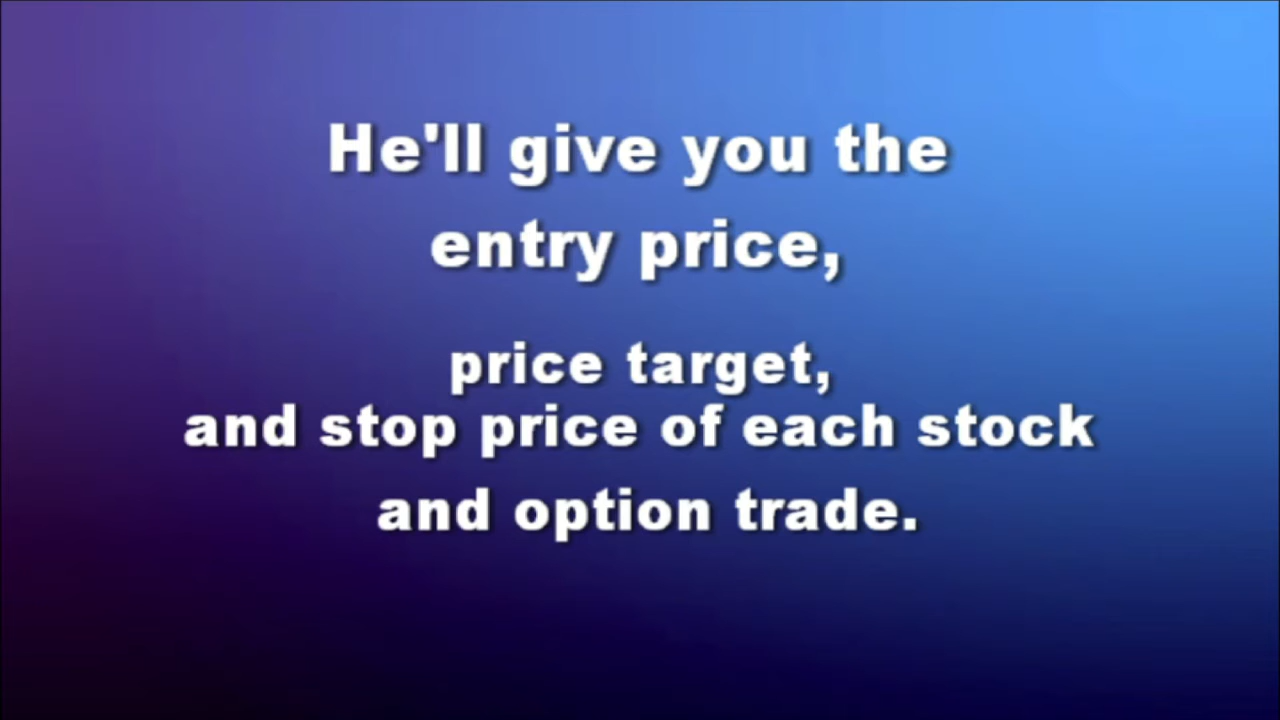 He'll give you the
entry price,
price target,
and stop price of each stock
and option trade.